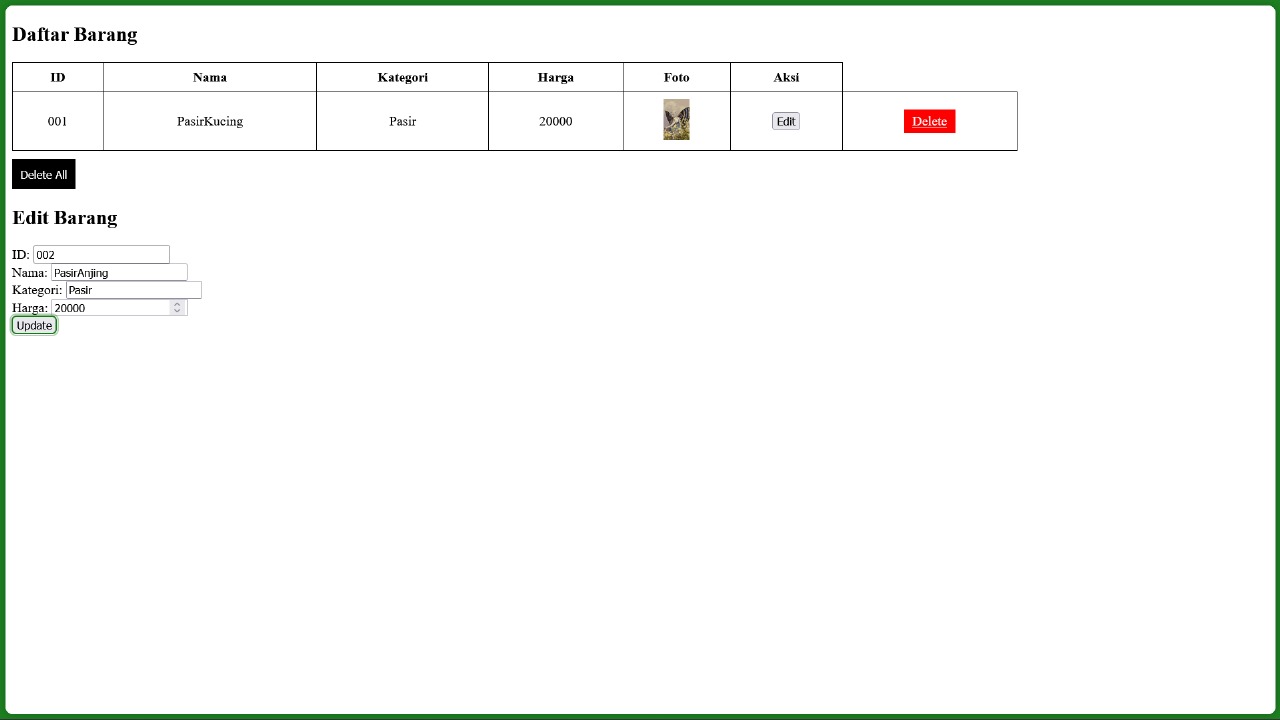 Daftar Barang
ID Nama Kategori Harga Foto Aksi
001 PasirKucing Pasir 20000 Edit Delete
Delete All
Edit Barang
ID: 002
Nama: PasirAnjing
Kategori: Pasir
Harga: 20000
Update